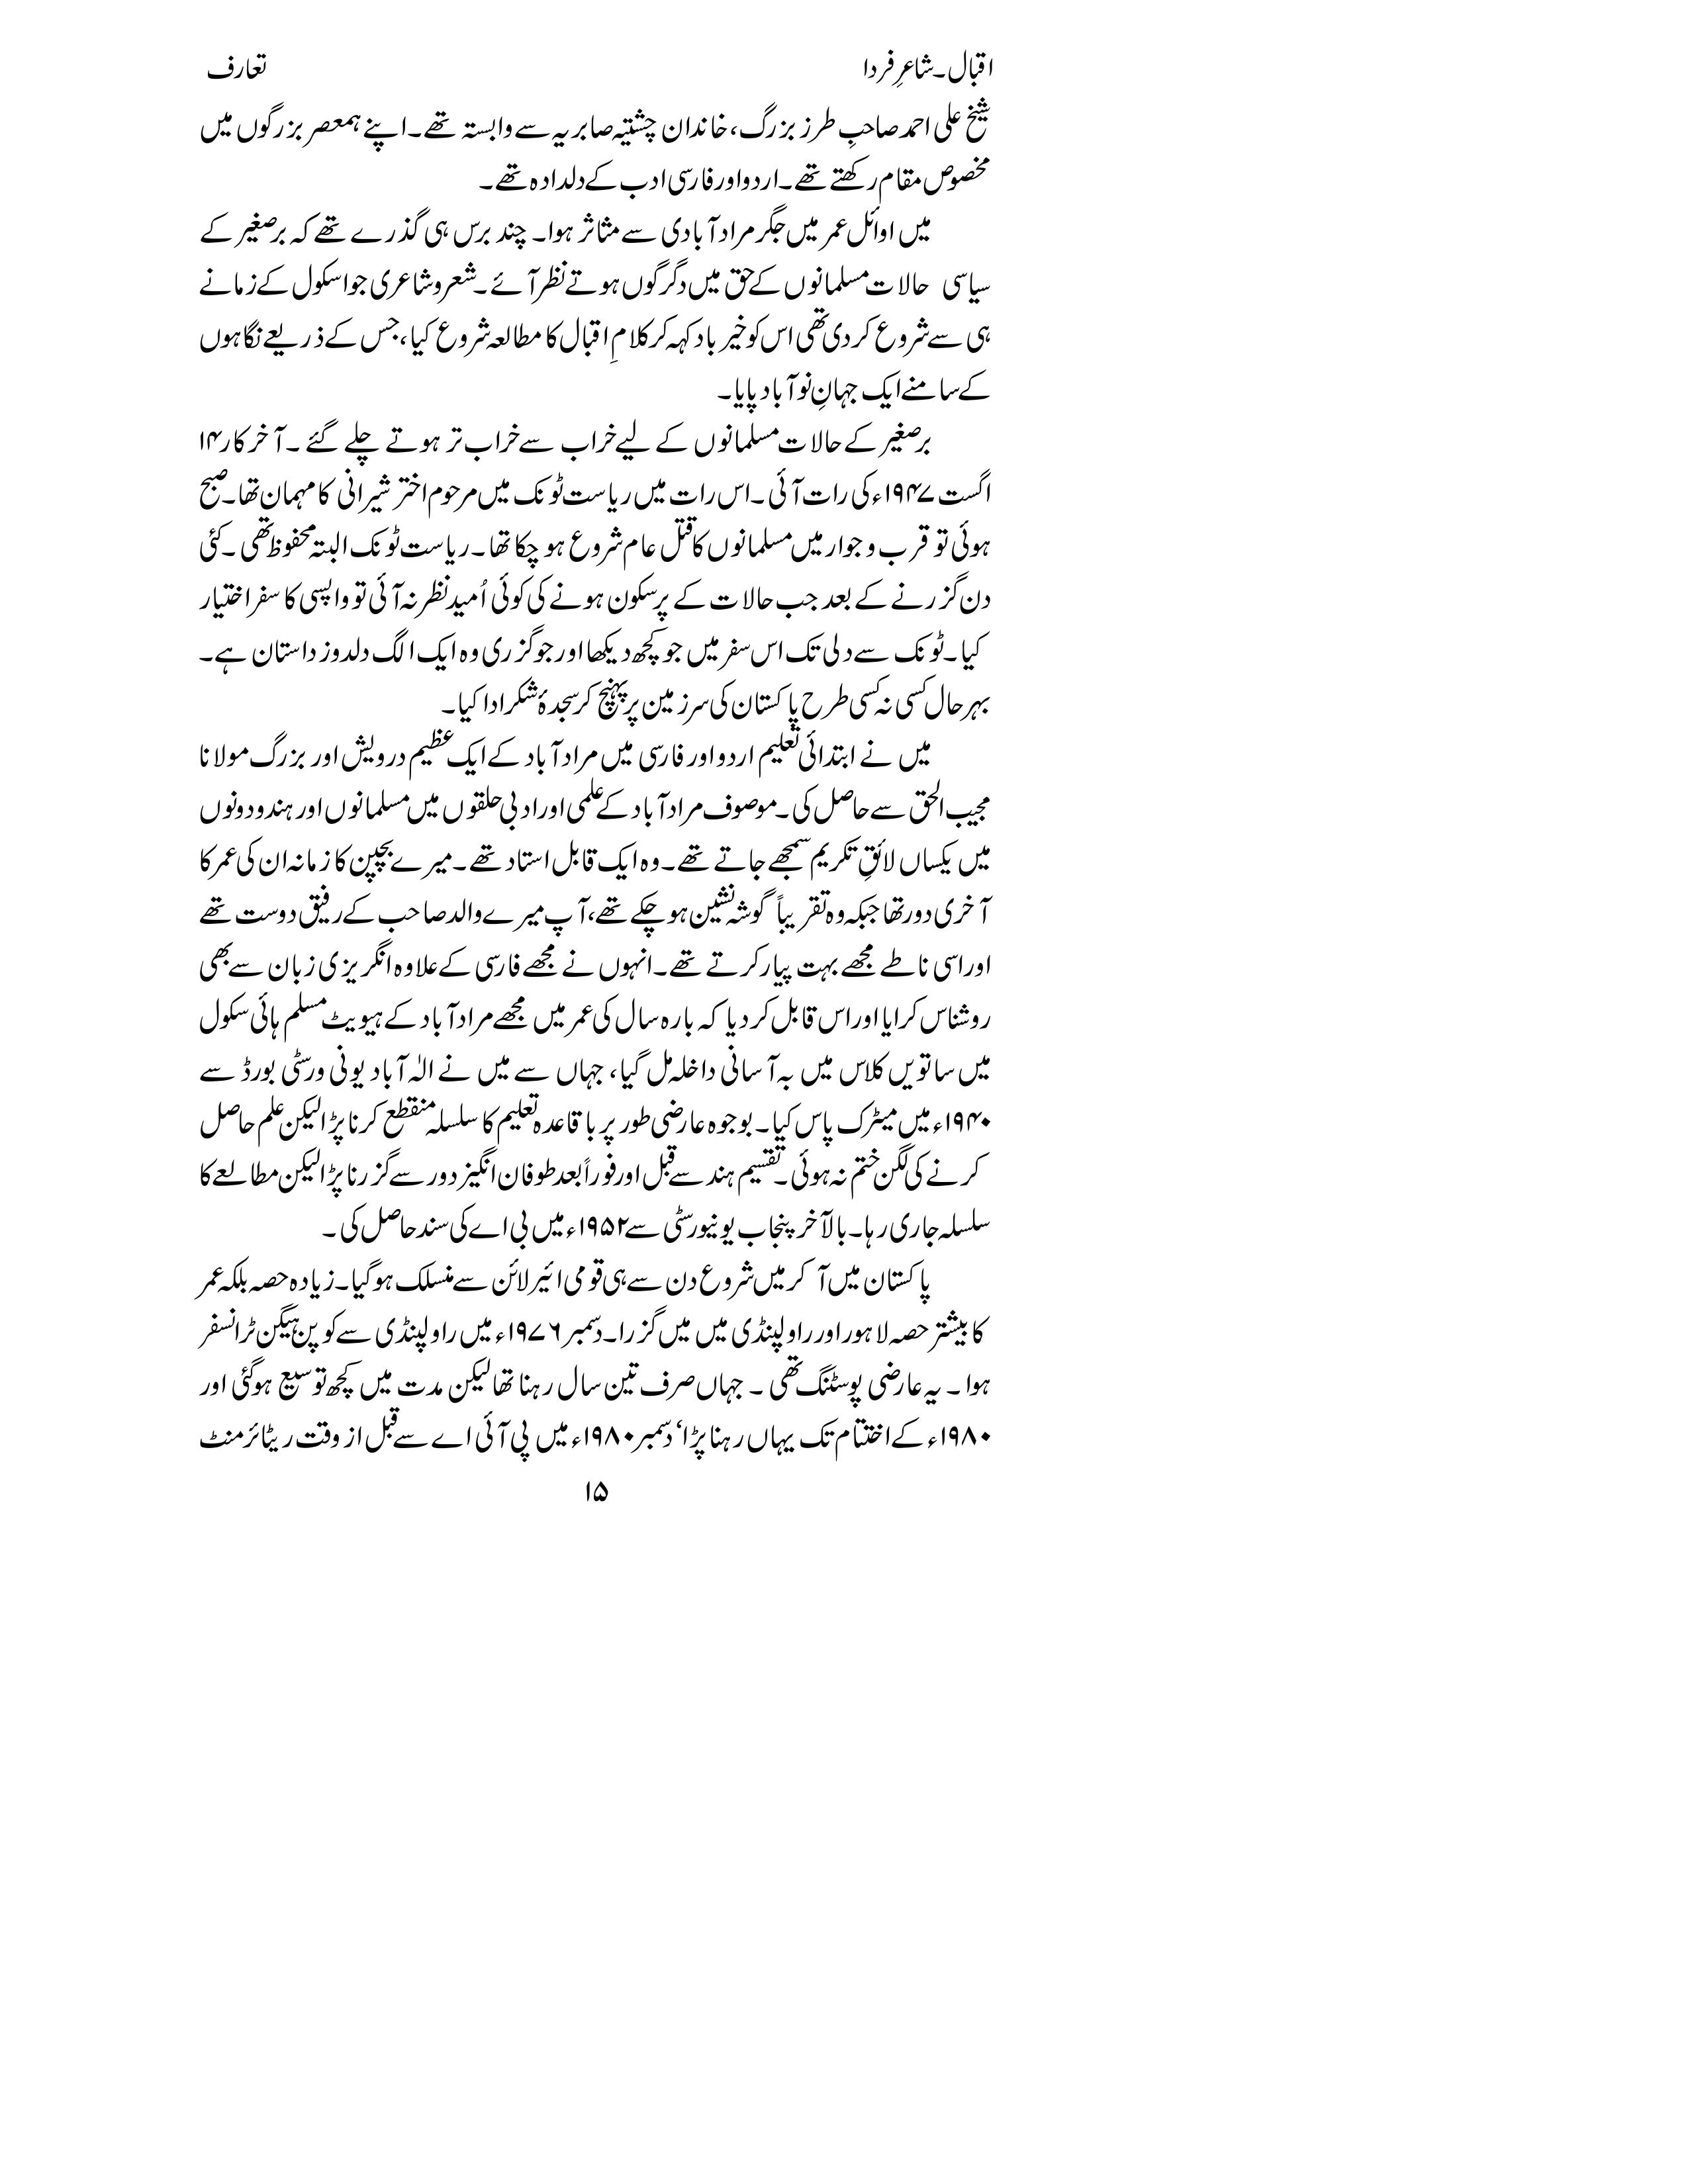 اقبال۔شاعرِ فردا تعارف
شیخ علی احمد صاحبِ طرز بزرگ، خاندان چشتیہ صابریہ سے وابستہ تھے۔ اپنے ہمعصر بزرگوں میں
مخصوص مقام رکھتے تھے۔ اردو اور فارسی ادب کے دلدادہ تھے۔
میں اوائل عمر میں جگر مراد آبادی سے متاثر ہوا۔ چند برس ہی گذرے تھے کہ برصغیر کے
سیاسی حالات مسلمانوں کے حق میں دگرگوں ہوتے نظر آئے۔ شعر و شاعری جو اسکول کے زمانے
ہی سے شروع کر دی تھی اس کو خیر باد کہہ کر کلامِ اقبال کا مطالعہ شروع کیا، جس کے ذریعے نگاہوں
کے سامنے ایک جہانِ نو آباد پایا۔
برصغیر کے حالات مسلمانوں کے لیے خراب سے خراب تر ہوتے چلے گئے۔ آخر کار ۱۴
اگست ۱۹۴۷ء کی رات آئی۔ اس رات میں ریاست ٹونک میں مرحوم اختر شیرانی کا مہمان تھا۔ صبح
ہوئی تو قرب و جوار میں مسلمانوں کا قتل عام شروع ہو چکا تھا۔ ریاست ٹونک البتہ محفوظ تھی۔ کئی
دن گزرنے کے بعد جب حالات کے پرسکون ہونے کی کوئی اُمید نظر نہ آئی تو واپسی کا سفر اختیار
کیا۔ ٹونک سے دلی تک اس سفر میں جو کچھ دیکھا اور جو گزری وہ ایک الگ دلدوز داستان ہے۔
بہرحال کسی نہ کسی طرح پاکستان کی سرزمین پر پہنچ کر سجدۂ شکر ادا کیا۔
میں نے ابتدائی تعلیم اردو اور فارسی میں مراد آباد کے ایک عظیم درویش اور بزرگ مولانا
مجیب الحق سے حاصل کی۔ موصوف مراد آباد کے علمی اور ادبی حلقوں میں مسلمانوں اور ہندو دونوں
میں یکساں لائقِ تکریم سمجھے جاتے تھے۔ وہ ایک قابل استاد تھے۔ میرے بچپن کا زمانہ ان کی عمر کا
آخری دور تھا جبکہ وہ تقریباً گوشہ نشین ہو چکے تھے، آپ میرے والد صاحب کے رفیق دوست تھے
اور اسی ناطے مجھے بہت پیار کرتے تھے۔ انہوں نے مجھے فارسی کے علاوہ انگریزی زبان سے بھی
روشناس کرایا اور اس قابل کر دیا کہ بارہ سال کی عمر میں مجھے مراد آباد کے ہیویٹ مسلم ہائی سکول
میں ساتویں کلاس میں بہ آسانی داخلہ مل گیا، جہاں سے میں نے الٰہ آباد یونی ورسٹی بورڈ سے
۱۹۴۰ء میں میٹرک پاس کیا۔ بوجوہ عارضی طور پر باقاعدہ تعلیم کا سلسلہ منقطع کرنا پڑا لیکن علم حاصل
کرنے کی لگن ختم نہ ہوئی۔ تقسیم ہند سے قبل اور فوراً بعد طوفان انگیز دور سے گزرنا پڑا لیکن مطالعے کا
سلسلہ جاری رہا۔ بالآخر پنجاب یونیورسٹی سے ۱۹۵۲ء میں بی اے کی سند حاصل کی۔
پاکستان میں آ کر میں شروع دن سے ہی قومی ائیر لائن سے منسلک ہوگیا۔ زیادہ حصہ بلکہ عمر
کا بیشتر حصہ لاہور اور راولپنڈی میں میں گزرا۔ دسمبر ۱۹۷۶ء میں راولپنڈی سے کوپن ہیگن ٹرانسفر
ہوا۔ یہ عارضی پوسٹنگ تھی۔ جہاں صرف تین سال رہنا تھا لیکن مدت میں کچھ توسیع ہوگئی اور
۱۹۸۰ء کے اختتام تک یہاں رہنا پڑا‘ دسمبر ۱۹۸۰ء میں پی آئی اے سے قبل از وقت ریٹائرمنٹ
۱۵